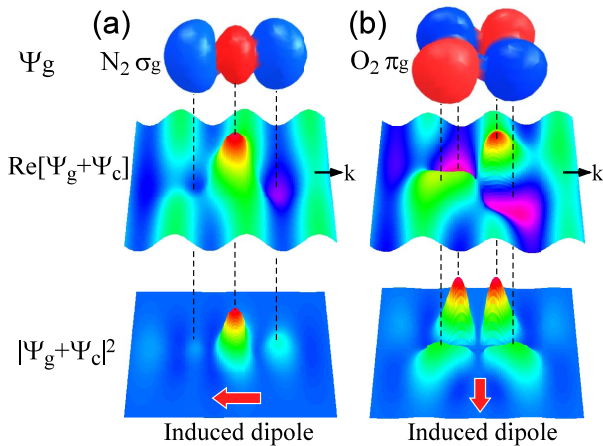 (a) (b)
Ψg N₂ σg O₂ πg
Re[Ψg+Ψc] k k
|Ψg+Ψc|²
Induced dipole Induced dipole